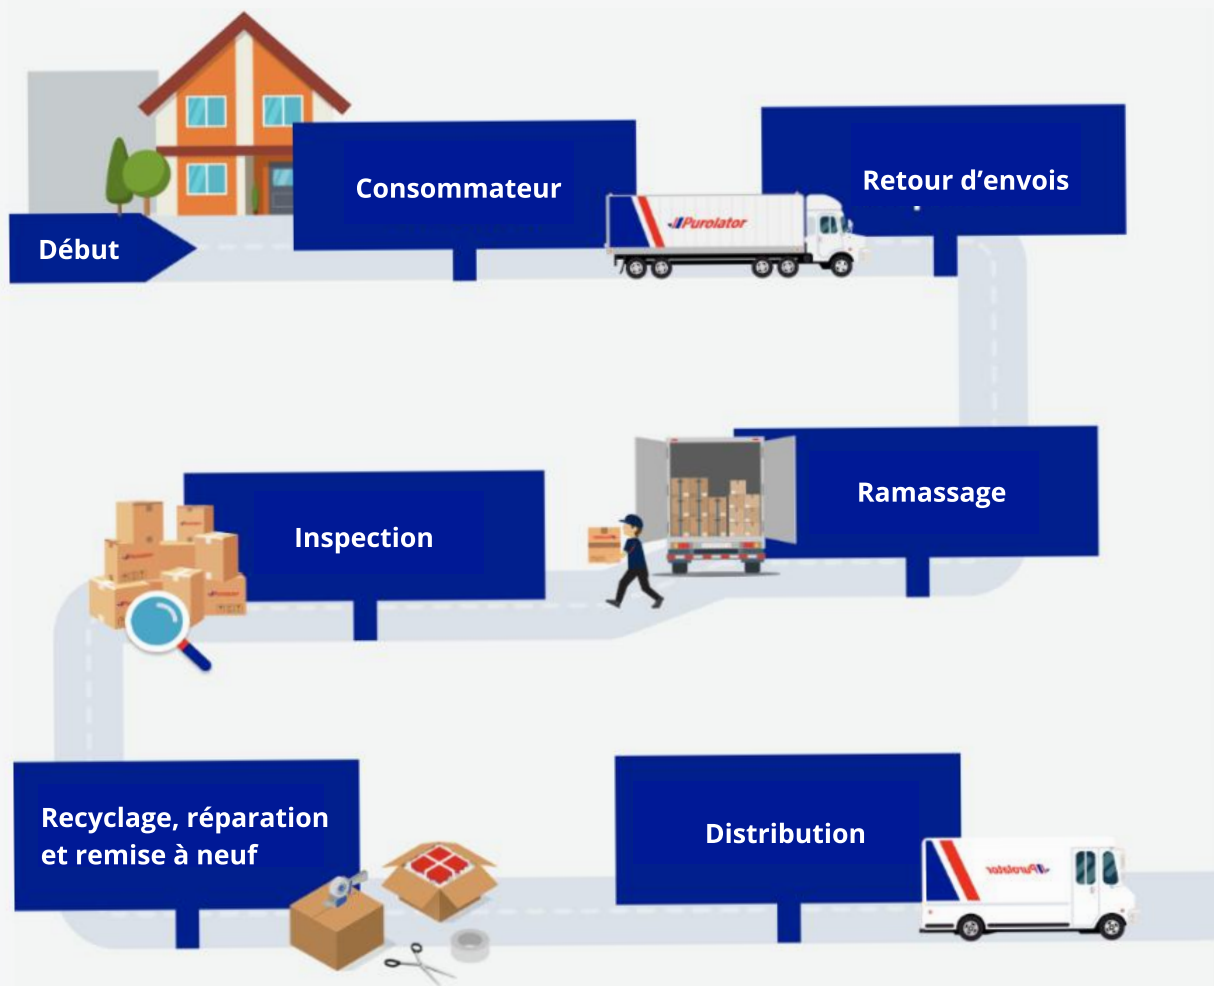 Consommateur
Retour d’envois
Début
Purolator
Ramassage
Inspection
Recyclage, réparation
et remise à neuf
Distribution
Purolator